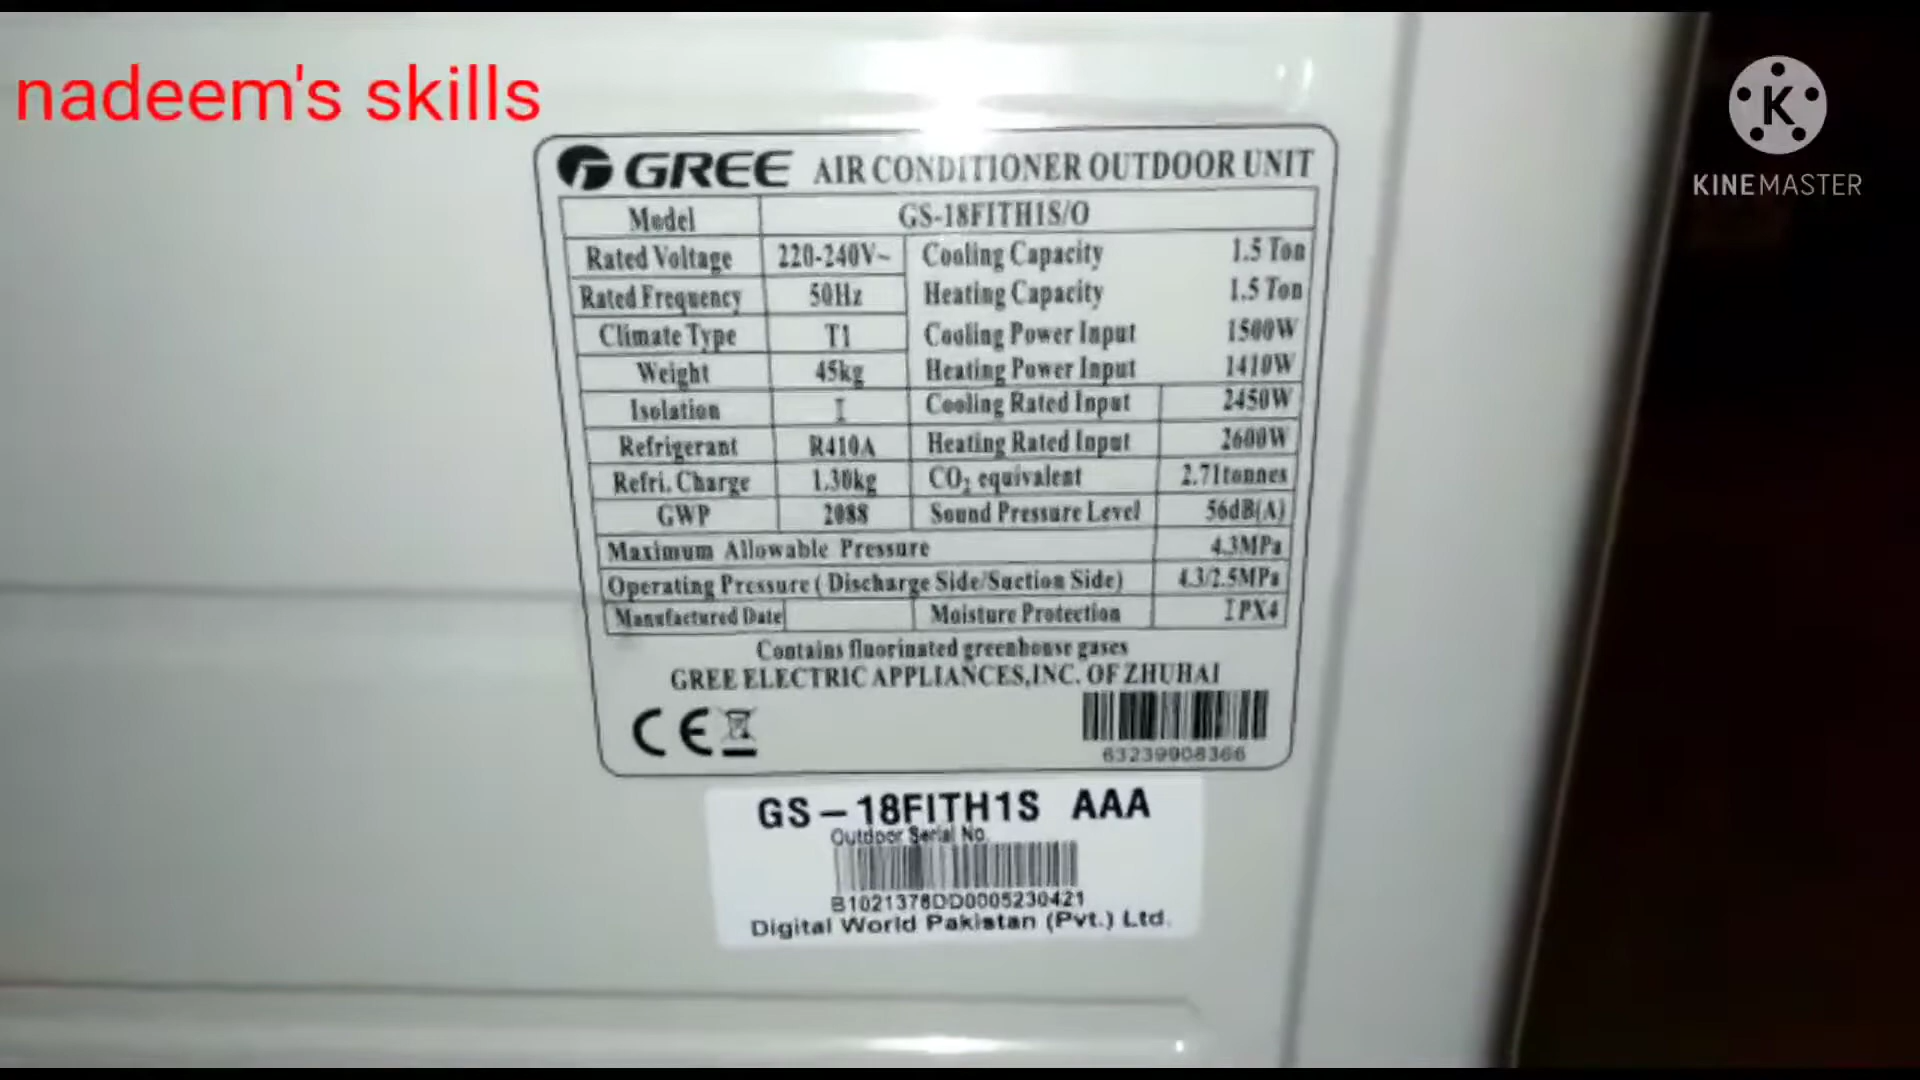 nadeem's skills
K
KINEMASTER
GREE AIR CONDITIONER OUTDOOR UNIT
Model GS-18FITH1S/O
Rated Voltage 220-240V~ Cooling Capacity 1.5 Ton
Rated Frequency 50Hz Heating Capacity 1.5 Ton
Climate Type T1 Cooling Power Input 1500W
Weight 45kg Heating Power Input 1410W
Isolation I Cooling Rated Input 2450W
Refrigerant R410A Heating Rated Input 2600W
Refri. Charge 1.30kg CO₂ equivalent 2.71tonnes
GWP 2088 Sound Pressure Level 56dB(A)
Maximum Allowable Pressure 4.3MPa
Operating Pressure ( Discharge Side/Suction Side) 4.3/2.5MPa
Manufactured Date Moisture Protection IPX4
Contains fluorinated greenhouse gases
GREE ELECTRIC APPLIANCES,INC. OF ZHUHAI
CE
63239908366
GS-18FITH1S AAA
Outdoor Serial No.
B1021376DD0005230421
Digital World Pakistan (Pvt.) Ltd.